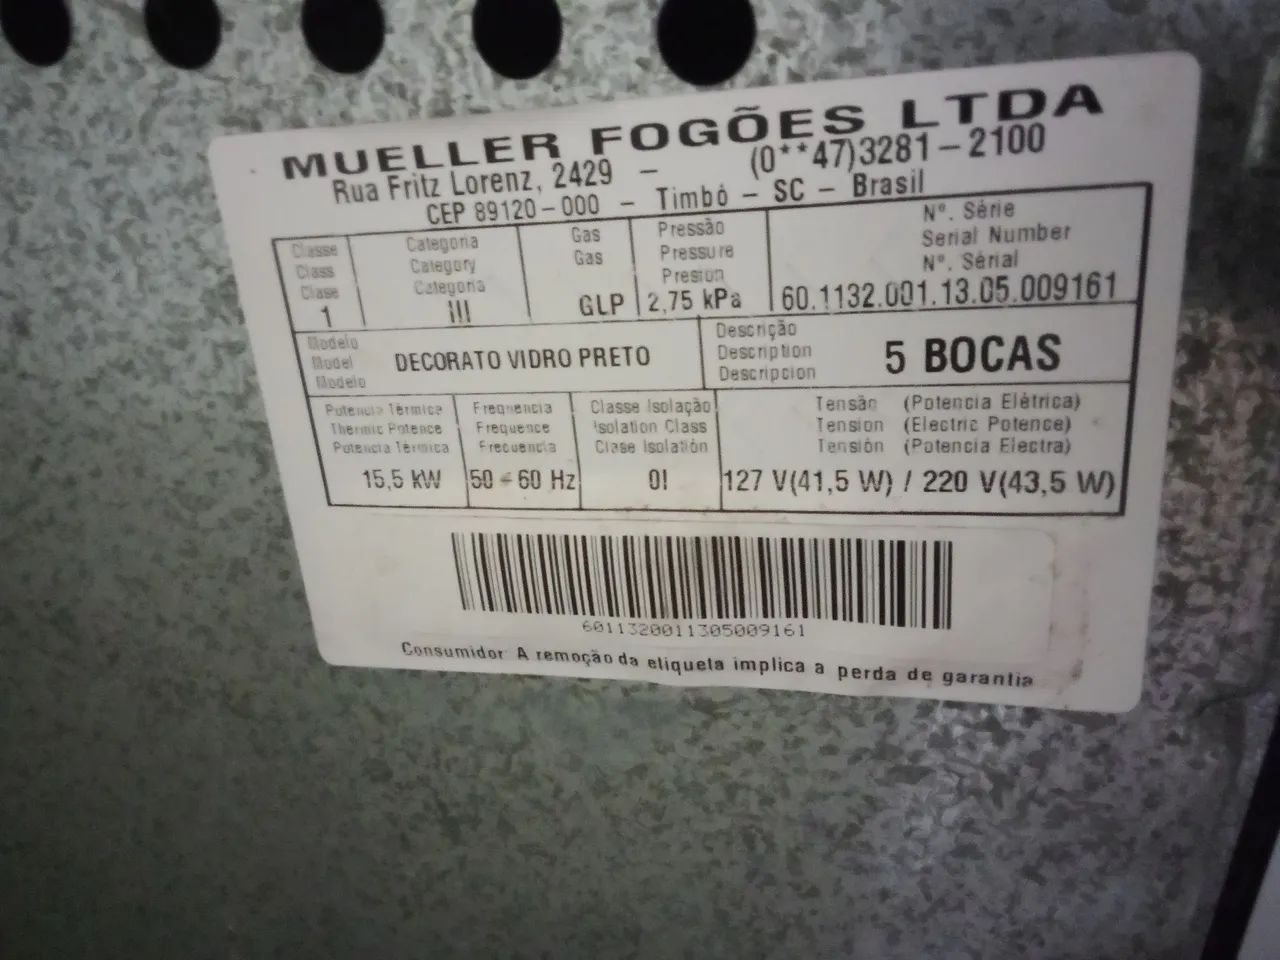 MUELLER FOGÕES LTDA
Rua Fritz Lorenz, 2429 - (0**47)3281-2100
CEP 89120-000 - Timbó - SC - Brasil
Classe
Class
Clase
1
Categoria
Category
Categoria
III
Gas
Gas
GLP
Pressão
Pressure
Presion
2,75 kPa
Nº. Série
Serial Number
Nº. Sérial
60.1132.001.13.05.009161
Modelo
Model
Modelo
DECORATO VIDRO PRETO
Descrição
Description
Descripcion
5 BOCAS
Potencia Térmica
Thermic Potence
Potencia Térmica
15,5 kW
Frequencia
Frequence
Frecuencia
50 - 60 Hz
Classe Isolação
Isolation Class
Clase Isolatión
0I
Tensão (Potencia Elétrica)
Tension (Electric Potence)
Tensión (Potencia Electra)
127 V(41,5 W) / 220 V(43,5 W)
6011320011305009161
Consumidor: A remoção da etiqueta implica a perda de garantia